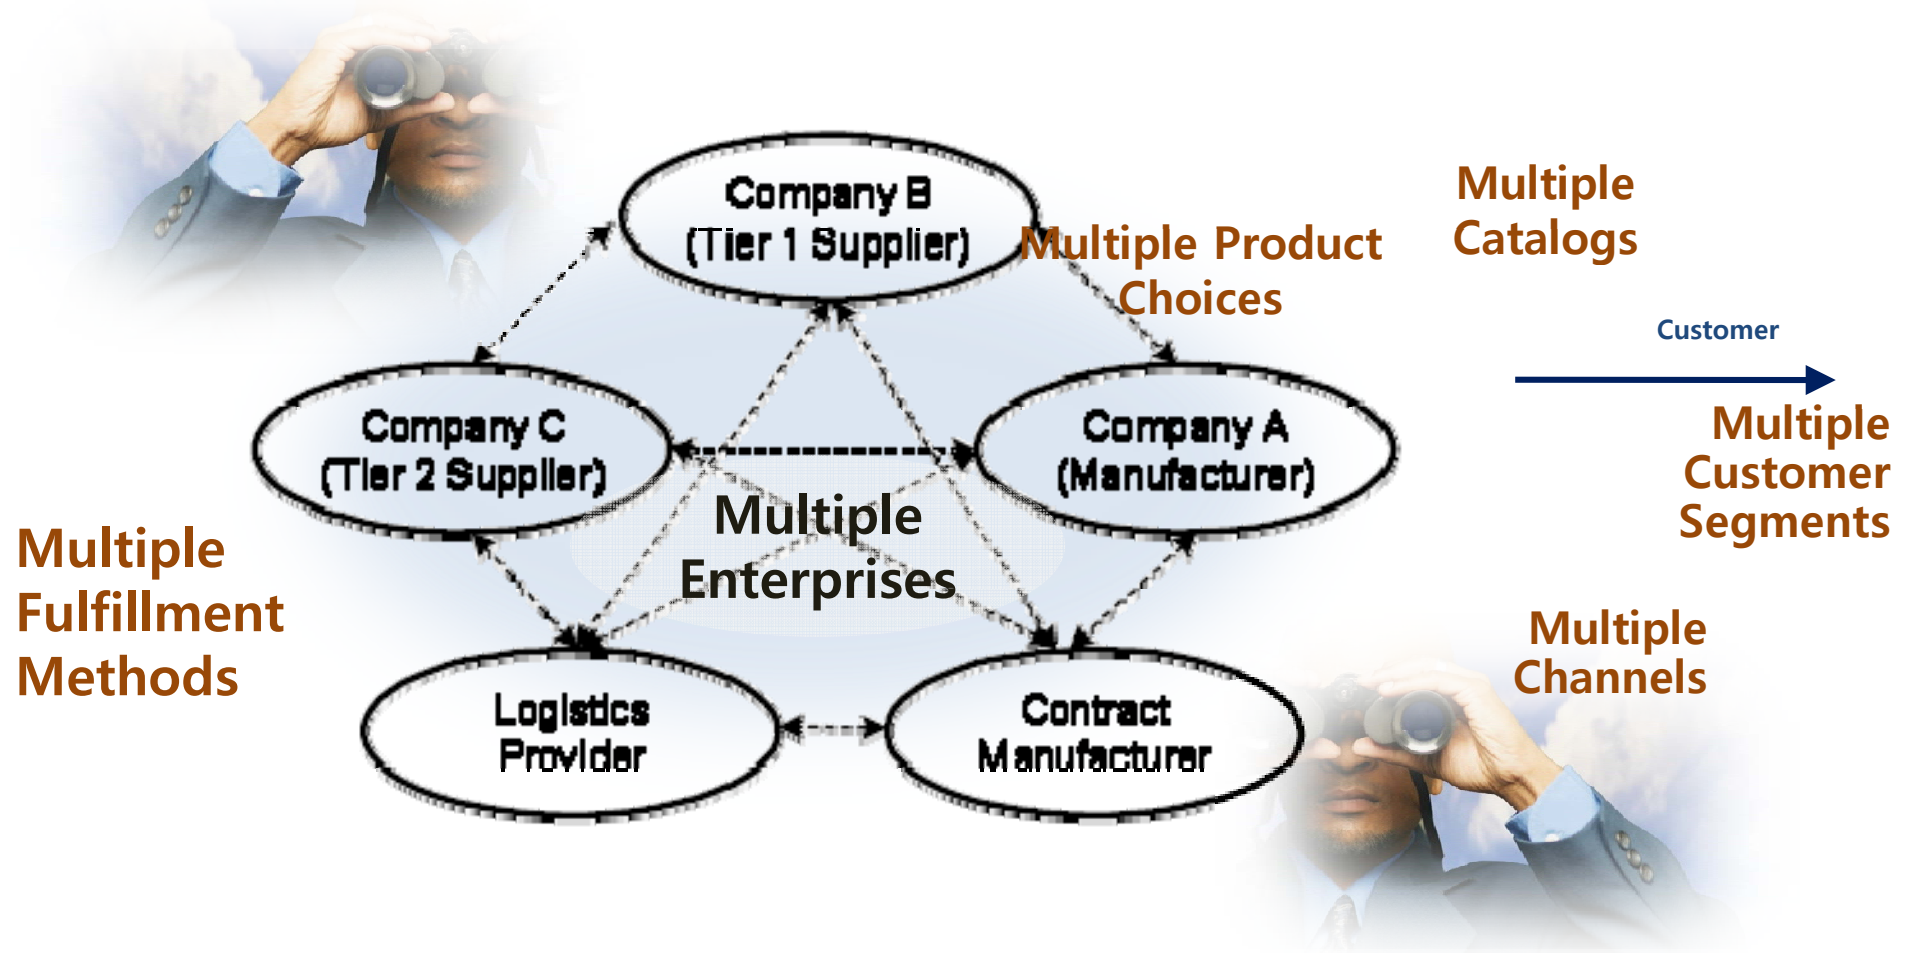 Company B
(Tier 1 Supplier)
Multiple Product
Choices
Multiple
Catalogs
Customer
Company C
(Tier 2 Supplier)
Company A
(Manufacturer)
Multiple
Customer
Segments
Multiple
Enterprises
Multiple
Fulfillment
Methods
Multiple
Channels
Logistics
Provider
Contract
Manufacturer